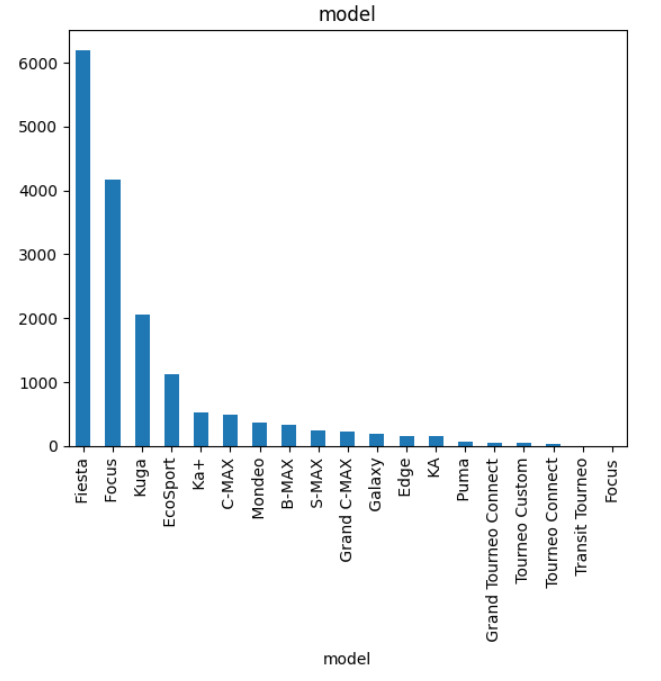 model
6000
5000
4000
3000
2000
1000
0
Fiesta
Focus
Kuga
EcoSport
Ka+
C-MAX
Mondeo
B-MAX
S-MAX
Grand C-MAX
Galaxy
Edge
KA
Puma
Grand Tourneo Connect
Tourneo Custom
Tourneo Connect
Transit Tourneo
Focus
model